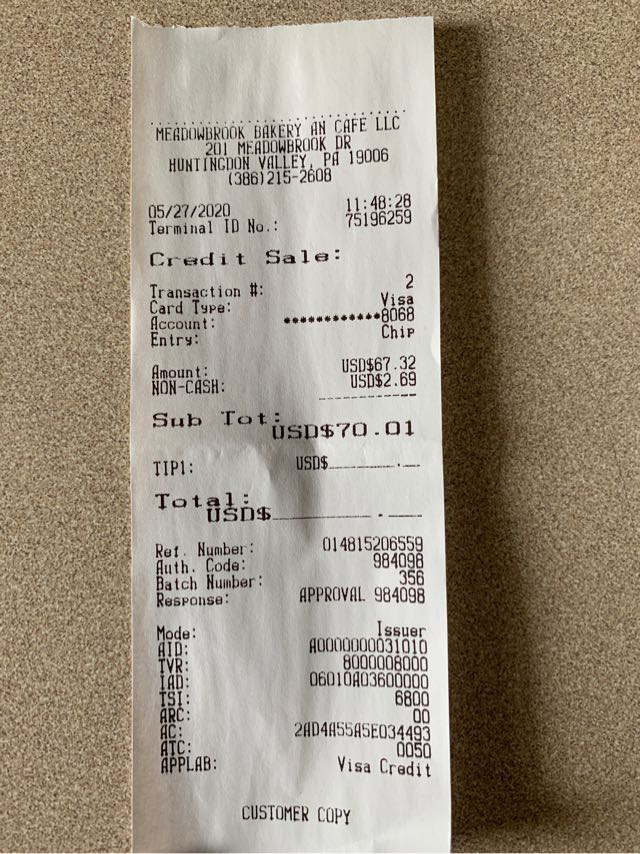 MEADOWBROOK BAKERY AN CAFE LLC
201 MEADOWBROOK DR
HUNTINGDON VALLEY, PA 19006
(386)215-2608
05/27/2020 11:48:28
Terminal ID No.: 75196259
Credit Sale:
Transaction #: 2
Card Type: Visa
Account: ************8068
Entry: Chip
Amount: USD$67.32
NON-CASH: USD$2.69
Sub Tot:
USD$70.01
TIP1: USD$________.__
Total:
USD$__________.___
Ref. Number: 014815206559
Auth. Code: 984098
Batch Number: 356
Response: APPROVAL 984098
Mode: Issuer
AID: A0000000031010
TVR: 8000008000
IAD: 06010A03600000
TSI: 6800
ARC: 00
AC: 2AD4A55A5E034493
ATC: 0050
APPLAB: Visa Credit
CUSTOMER COPY